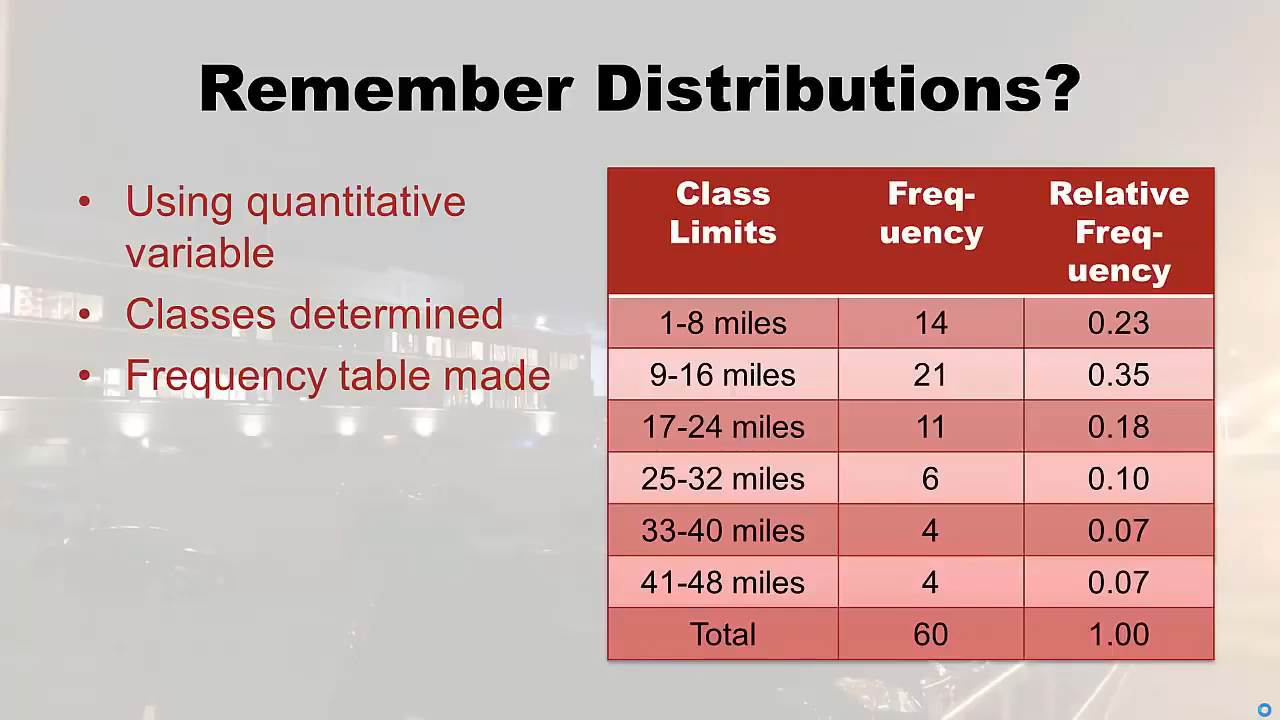 Remember Distributions?
• Using quantitative
variable
• Classes determined
• Frequency table made
Class Limits Freq-uency Relative Freq-uency
1-8 miles 14 0.23
9-16 miles 21 0.35
17-24 miles 11 0.18
25-32 miles 6 0.10
33-40 miles 4 0.07
41-48 miles 4 0.07
Total 60 1.00